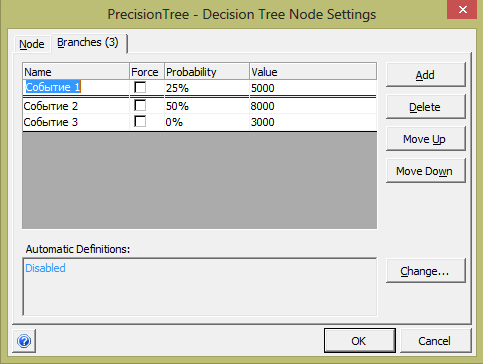 PrecisionTree - Decision Tree Node Settings
Node Branches (3)
Name Force Probability Value
Событие 1 25% 5000
Событие 2 50% 8000
Событие 3 0% 3000
Add
Delete
Move Up
Move Down
Automatic Definitions:
Disabled
Change...
? OK Cancel